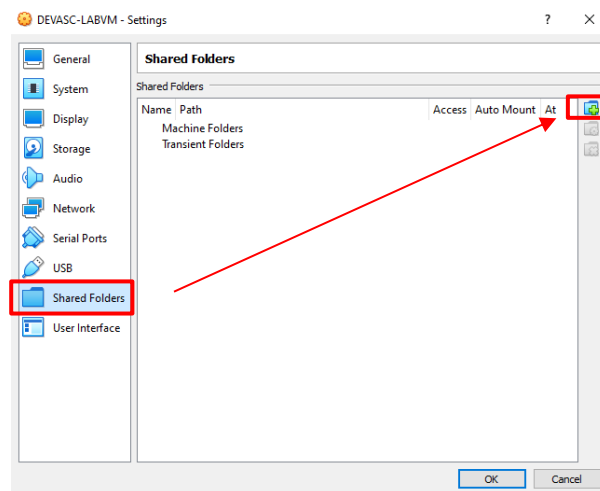 DEVASC-LABVM - Settings
?
General
System
Display
Storage
Audio
Network
Serial Ports
USB
Shared Folders
User Interface
Shared Folders
Shared Folders
Name Path Access Auto Mount At
Machine Folders
Transient Folders
OK Cancel